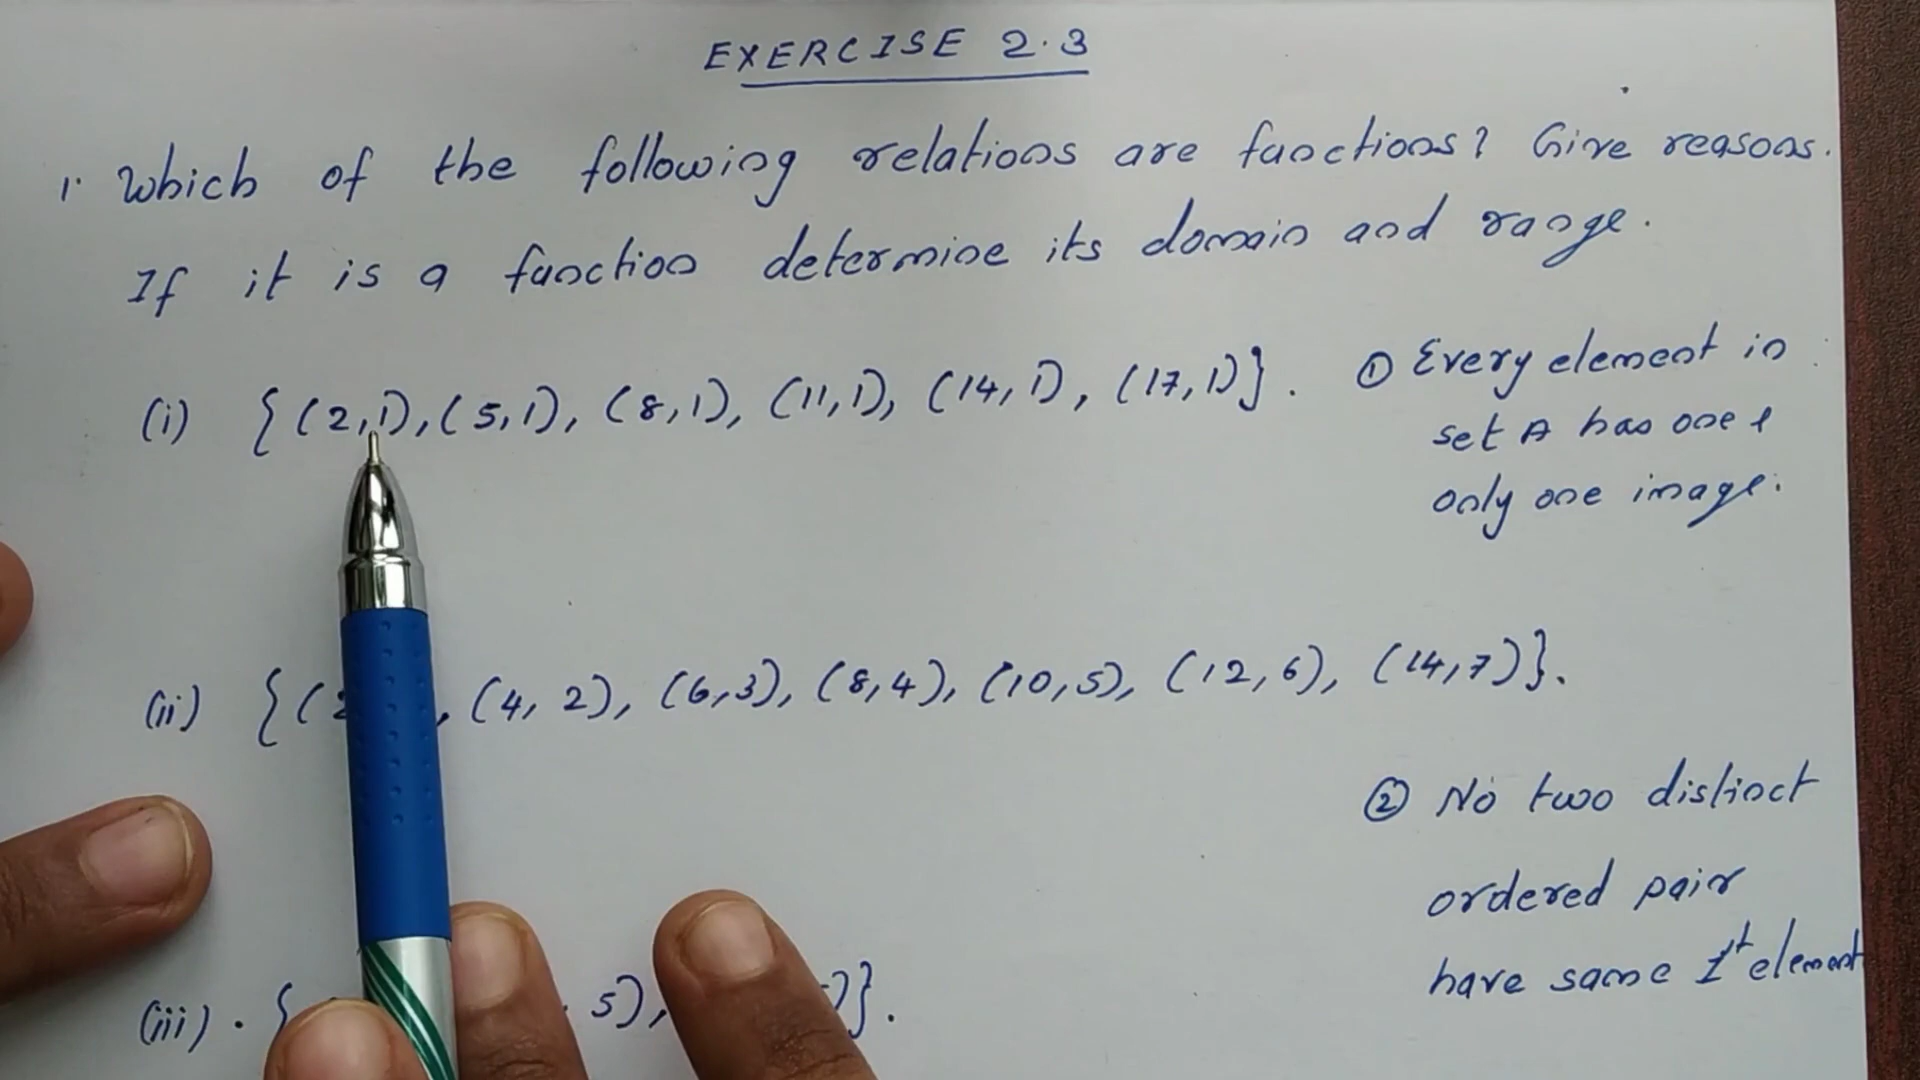 EXERCISE 2.3
1. Which of the following relations are functions? Give reasons.
If it is a function determine its domain and range.
(i) {(2,1),(5,1),(8,1),(11,1),(14,1),(17,1)}.
① Every element in
set A has one &
only one image.
(ii) {( , (4,2),(6,3),(8,4),(10,5),(12,6),(14,7)}.
② No two distinct
ordered pair
have same 1st element
(iii). { 5), )}.